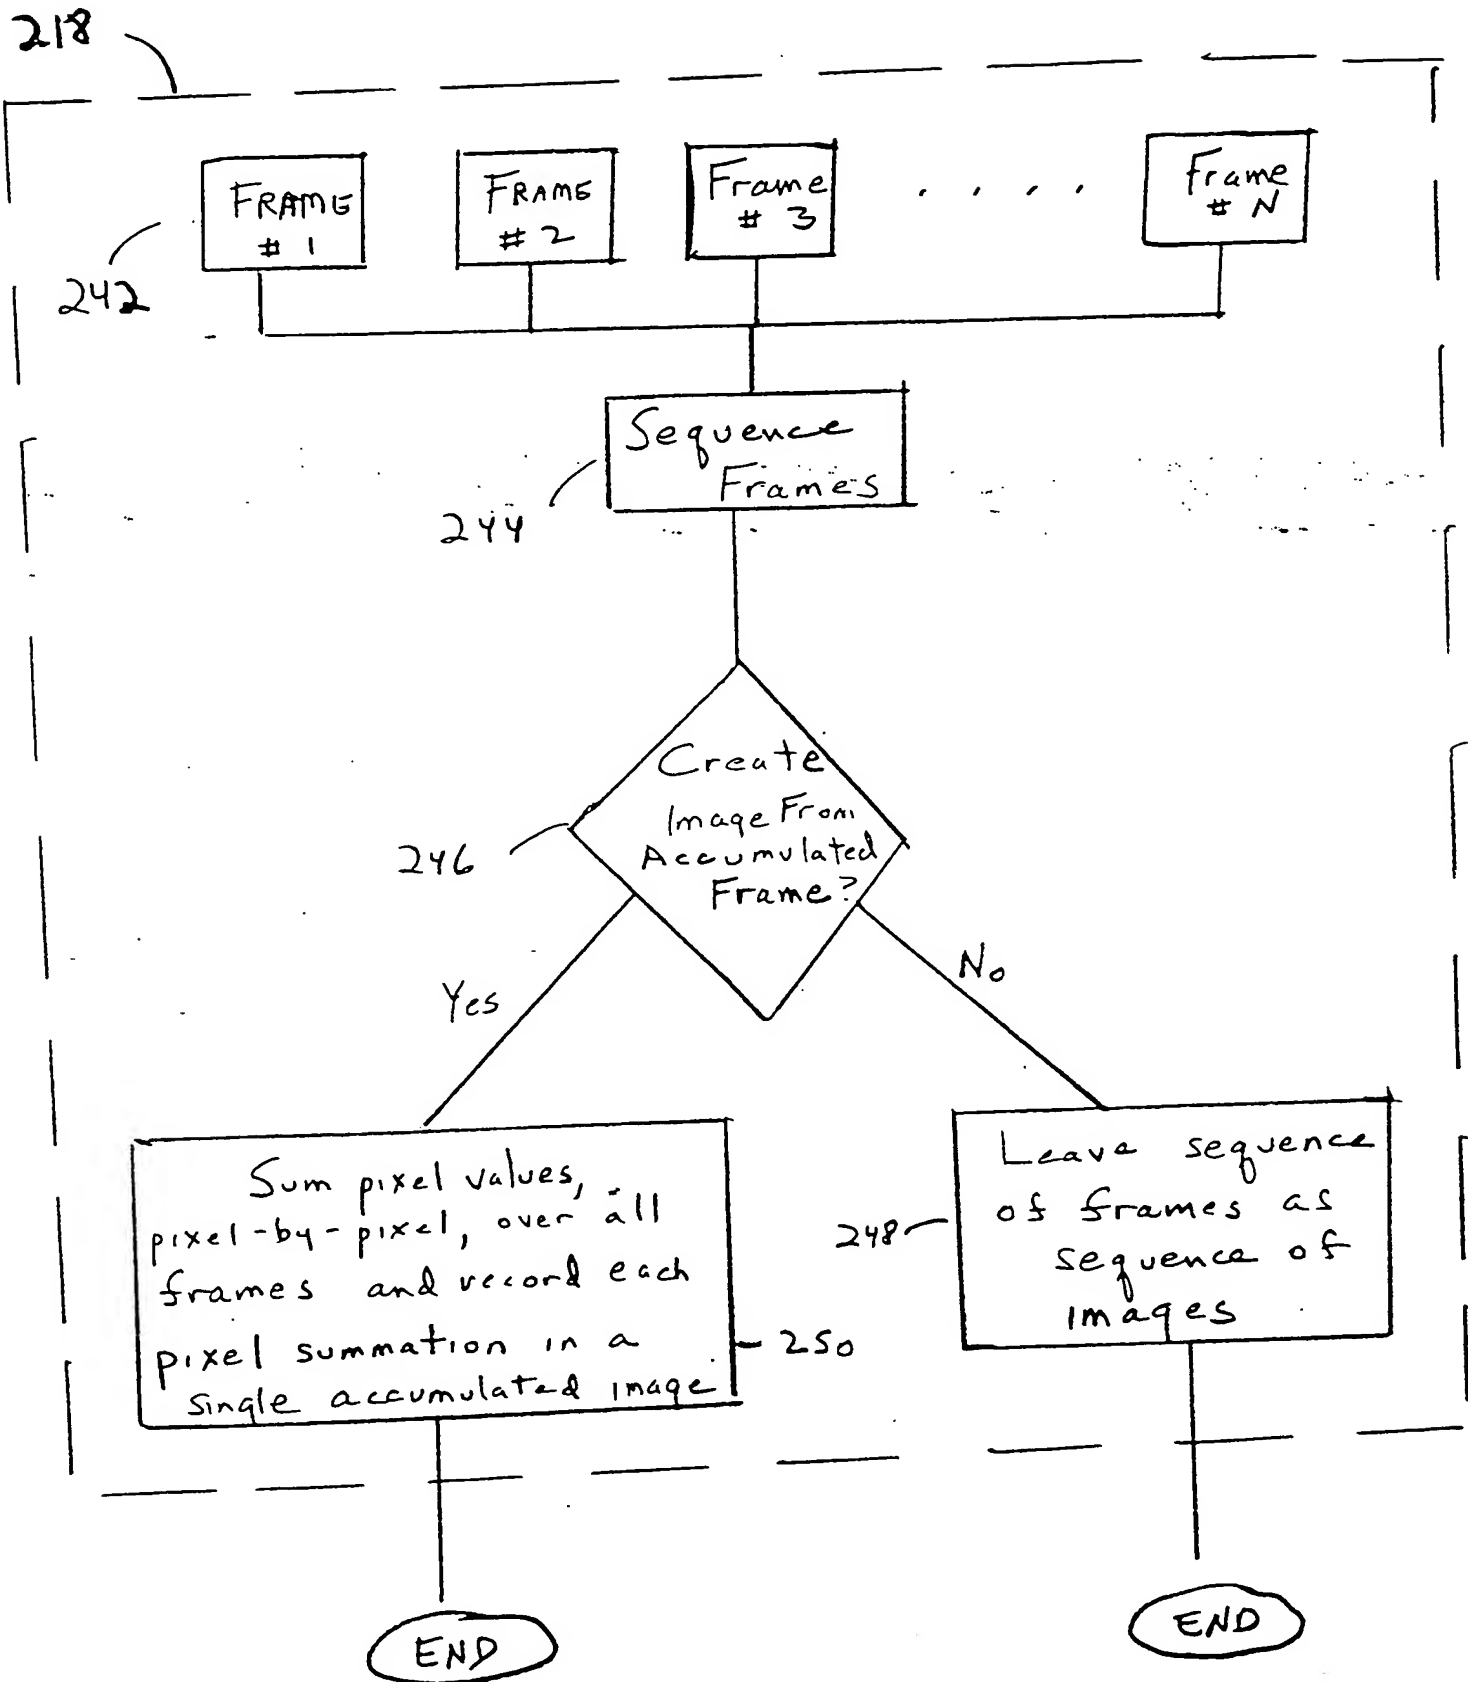 218
FRAME
# 1
FRAME
# 2
Frame
# 3
. . . .
Frame
# N
242
Sequence
Frames
244
Create
Image From
Accumulated
Frame?
246
Yes
No
Sum pixel values,
pixel-by-pixel, over all
frames and record each
pixel summation in a
single accumulated image
250
Leave sequence
of frames as
sequence of
images
248
END
END